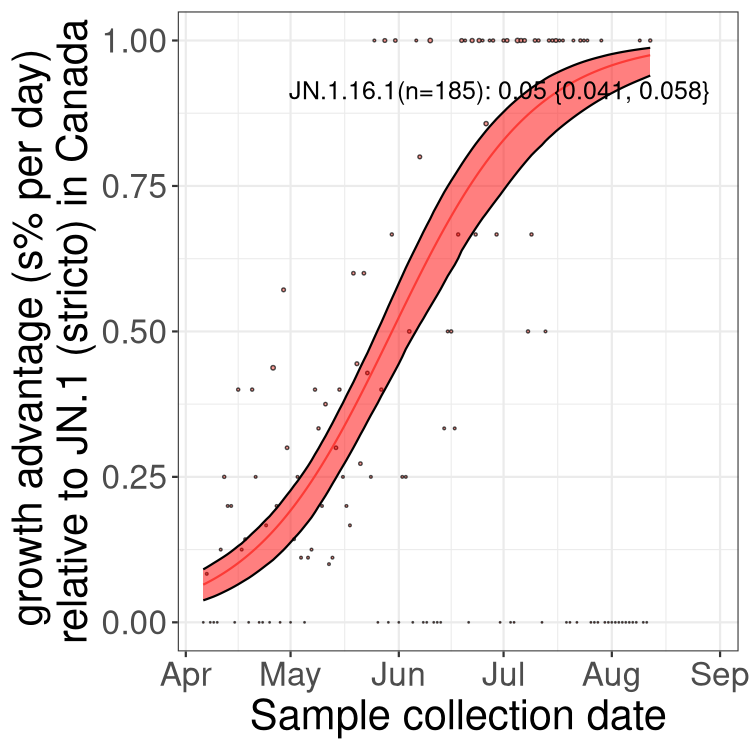 growth advantage (s% per day)
relative to JN.1 (stricto) in Canada
1.00
0.75
0.50
0.25
0.00
JN.1.16.1(n=185): 0.05 {0.041, 0.058}
Apr May Jun Jul Aug Sep
Sample collection date